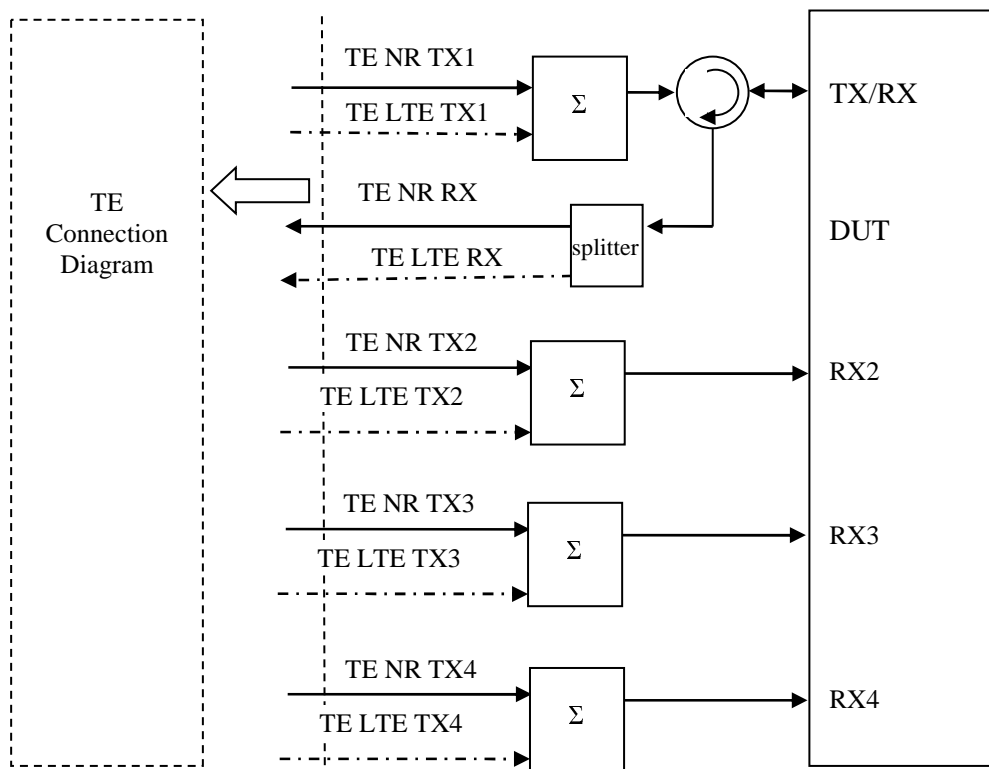 TE
Connection
Diagram
TE NR TX1
TE LTE TX1
Σ
TX/RX
TE NR RX
TE LTE RX
splitter
DUT
TE NR TX2
TE LTE TX2
Σ
RX2
TE NR TX3
TE LTE TX3
Σ
RX3
TE NR TX4
TE LTE TX4
Σ
RX4